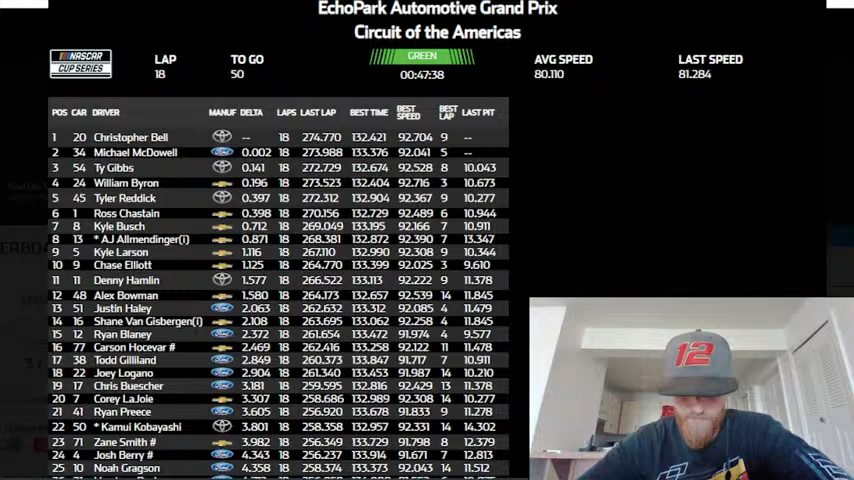 EchoPark Automotive Grand Prix
Circuit of the Americas
NASCAR CUP SERIES
LAP TO GO GREEN AVG SPEED LAST SPEED
18 50 00:47:38 80.110 81.284
POS CAR DRIVER MANUF DELTA LAPS LAST LAP BEST TIME BEST SPEED BEST LAP LAST PIT
1 20 Christopher Bell -- 18 274.770 132.421 92.704 9 --
2 34 Michael McDowell Ford 0.002 18 273.988 133.376 92.041 5 --
3 54 Ty Gibbs 0.141 18 272.729 132.674 92.528 8 10.043
4 24 William Byron 0.196 18 273.523 132.404 92.716 3 10.673
5 45 Tyler Reddick 0.397 18 272.312 132.904 92.367 9 10.277
6 1 Ross Chastain 0.398 18 270.156 132.729 92.489 6 10.944
7 8 Kyle Busch 0.712 18 269.049 133.195 92.166 7 10.911
8 13 * AJ Allmendinger(i) 0.871 18 268.381 132.872 92.390 7 13.347
9 5 Kyle Larson 1.116 18 267.110 132.990 92.308 9 10.344
10 9 Chase Elliott 1.125 18 264.770 133.399 92.025 3 9.610
11 11 Denny Hamlin 1.577 18 266.522 133.113 92.222 9 11.378
12 48 Alex Bowman 1.580 18 264.173 132.657 92.539 14 11.845
13 51 Justin Haley Ford 2.063 18 262.632 133.312 92.085 4 11.479
14 16 Shane Van Gisbergen(i) 2.108 18 263.695 133.062 92.258 4 11.845
15 12 Ryan Blaney Ford 2.372 18 261.654 133.472 91.974 4 9.577
16 77 Carson Hocevar # 2.469 18 262.416 133.258 92.122 11 11.478
17 38 Todd Gilliland Ford 2.849 18 260.373 133.847 91.717 7 10.911
18 22 Joey Logano Ford 2.904 18 261.340 133.453 91.987 14 10.210
19 17 Chris Buescher Ford 3.181 18 259.595 132.816 92.429 13 11.378
20 7 Corey LaJoie 3.307 18 258.686 132.989 92.308 14 10.277
21 41 Ryan Preece Ford 3.605 18 256.920 133.678 91.833 9 11.278
22 50 * Kamui Kobayashi 3.801 18 258.358 132.957 92.331 14 14.302
23 71 Zane Smith # 3.982 18 256.349 133.729 91.798 8 12.379
24 4 Josh Berry # Ford 4.343 18 256.237 133.914 91.671 7 12.813
25 10 Noah Gragson Ford 4.358 18 258.374 133.373 92.043 14 11.512
12